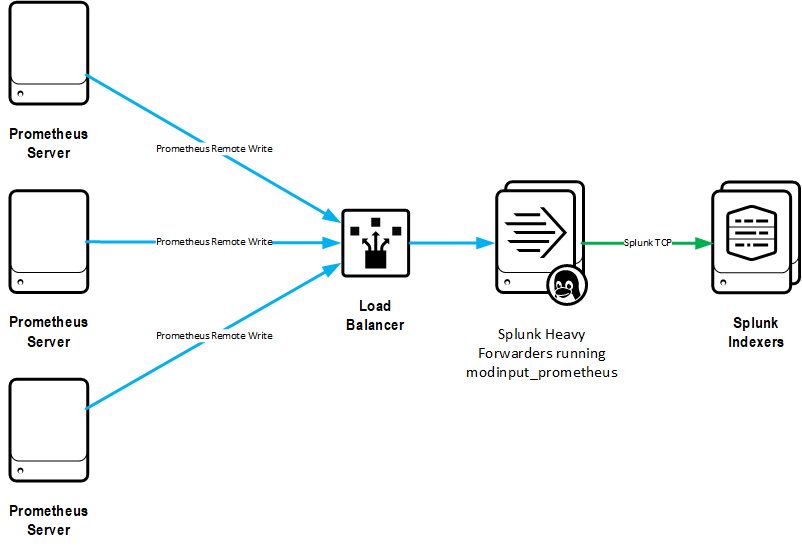 Prometheus
Server
Prometheus Remote Write
Prometheus
Server
Prometheus Remote Write
Prometheus
Server
Prometheus Remote Write
Load
Balancer
Splunk Heavy
Forwarders running
modinput_prometheus
Splunk TCP
Splunk
Indexers